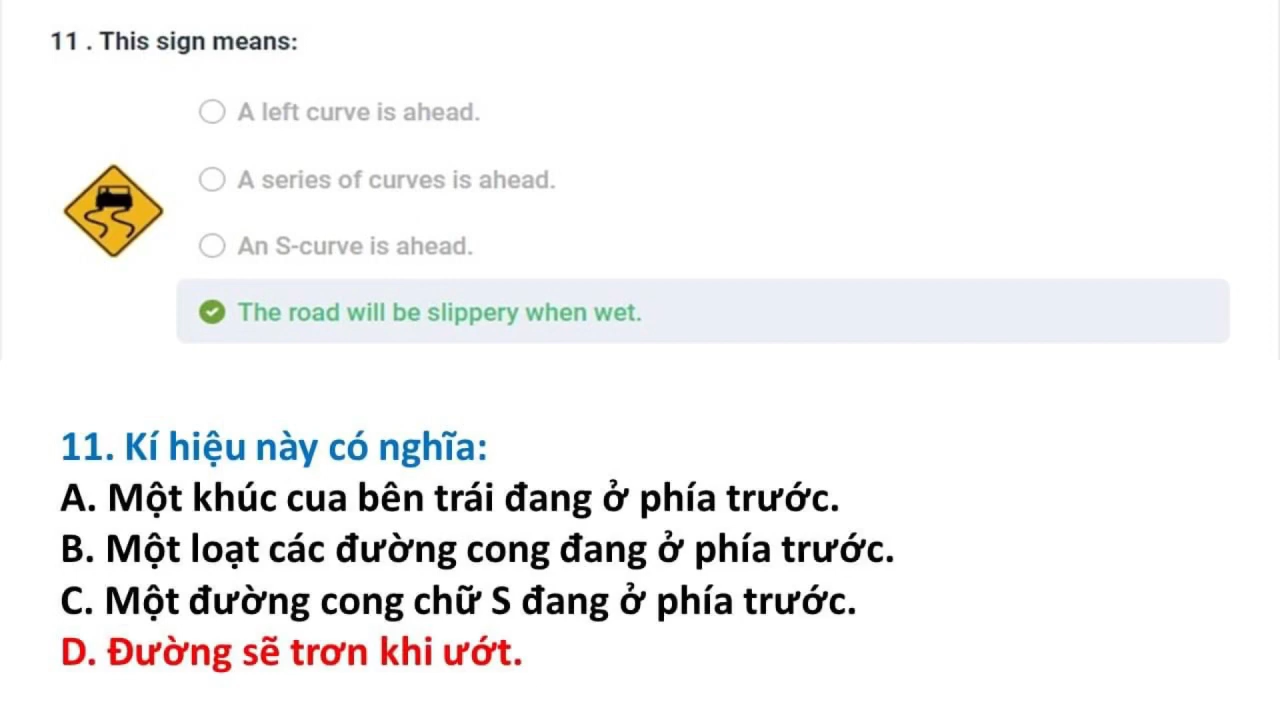 11 . This sign means:
A left curve is ahead.
A series of curves is ahead.
An S-curve is ahead.
The road will be slippery when wet.
11. Kí hiệu này có nghĩa:
A. Một khúc cua bên trái đang ở phía trước.
B. Một loạt các đường cong đang ở phía trước.
C. Một đường cong chữ S đang ở phía trước.
D. Đường sẽ trơn khi ướt.